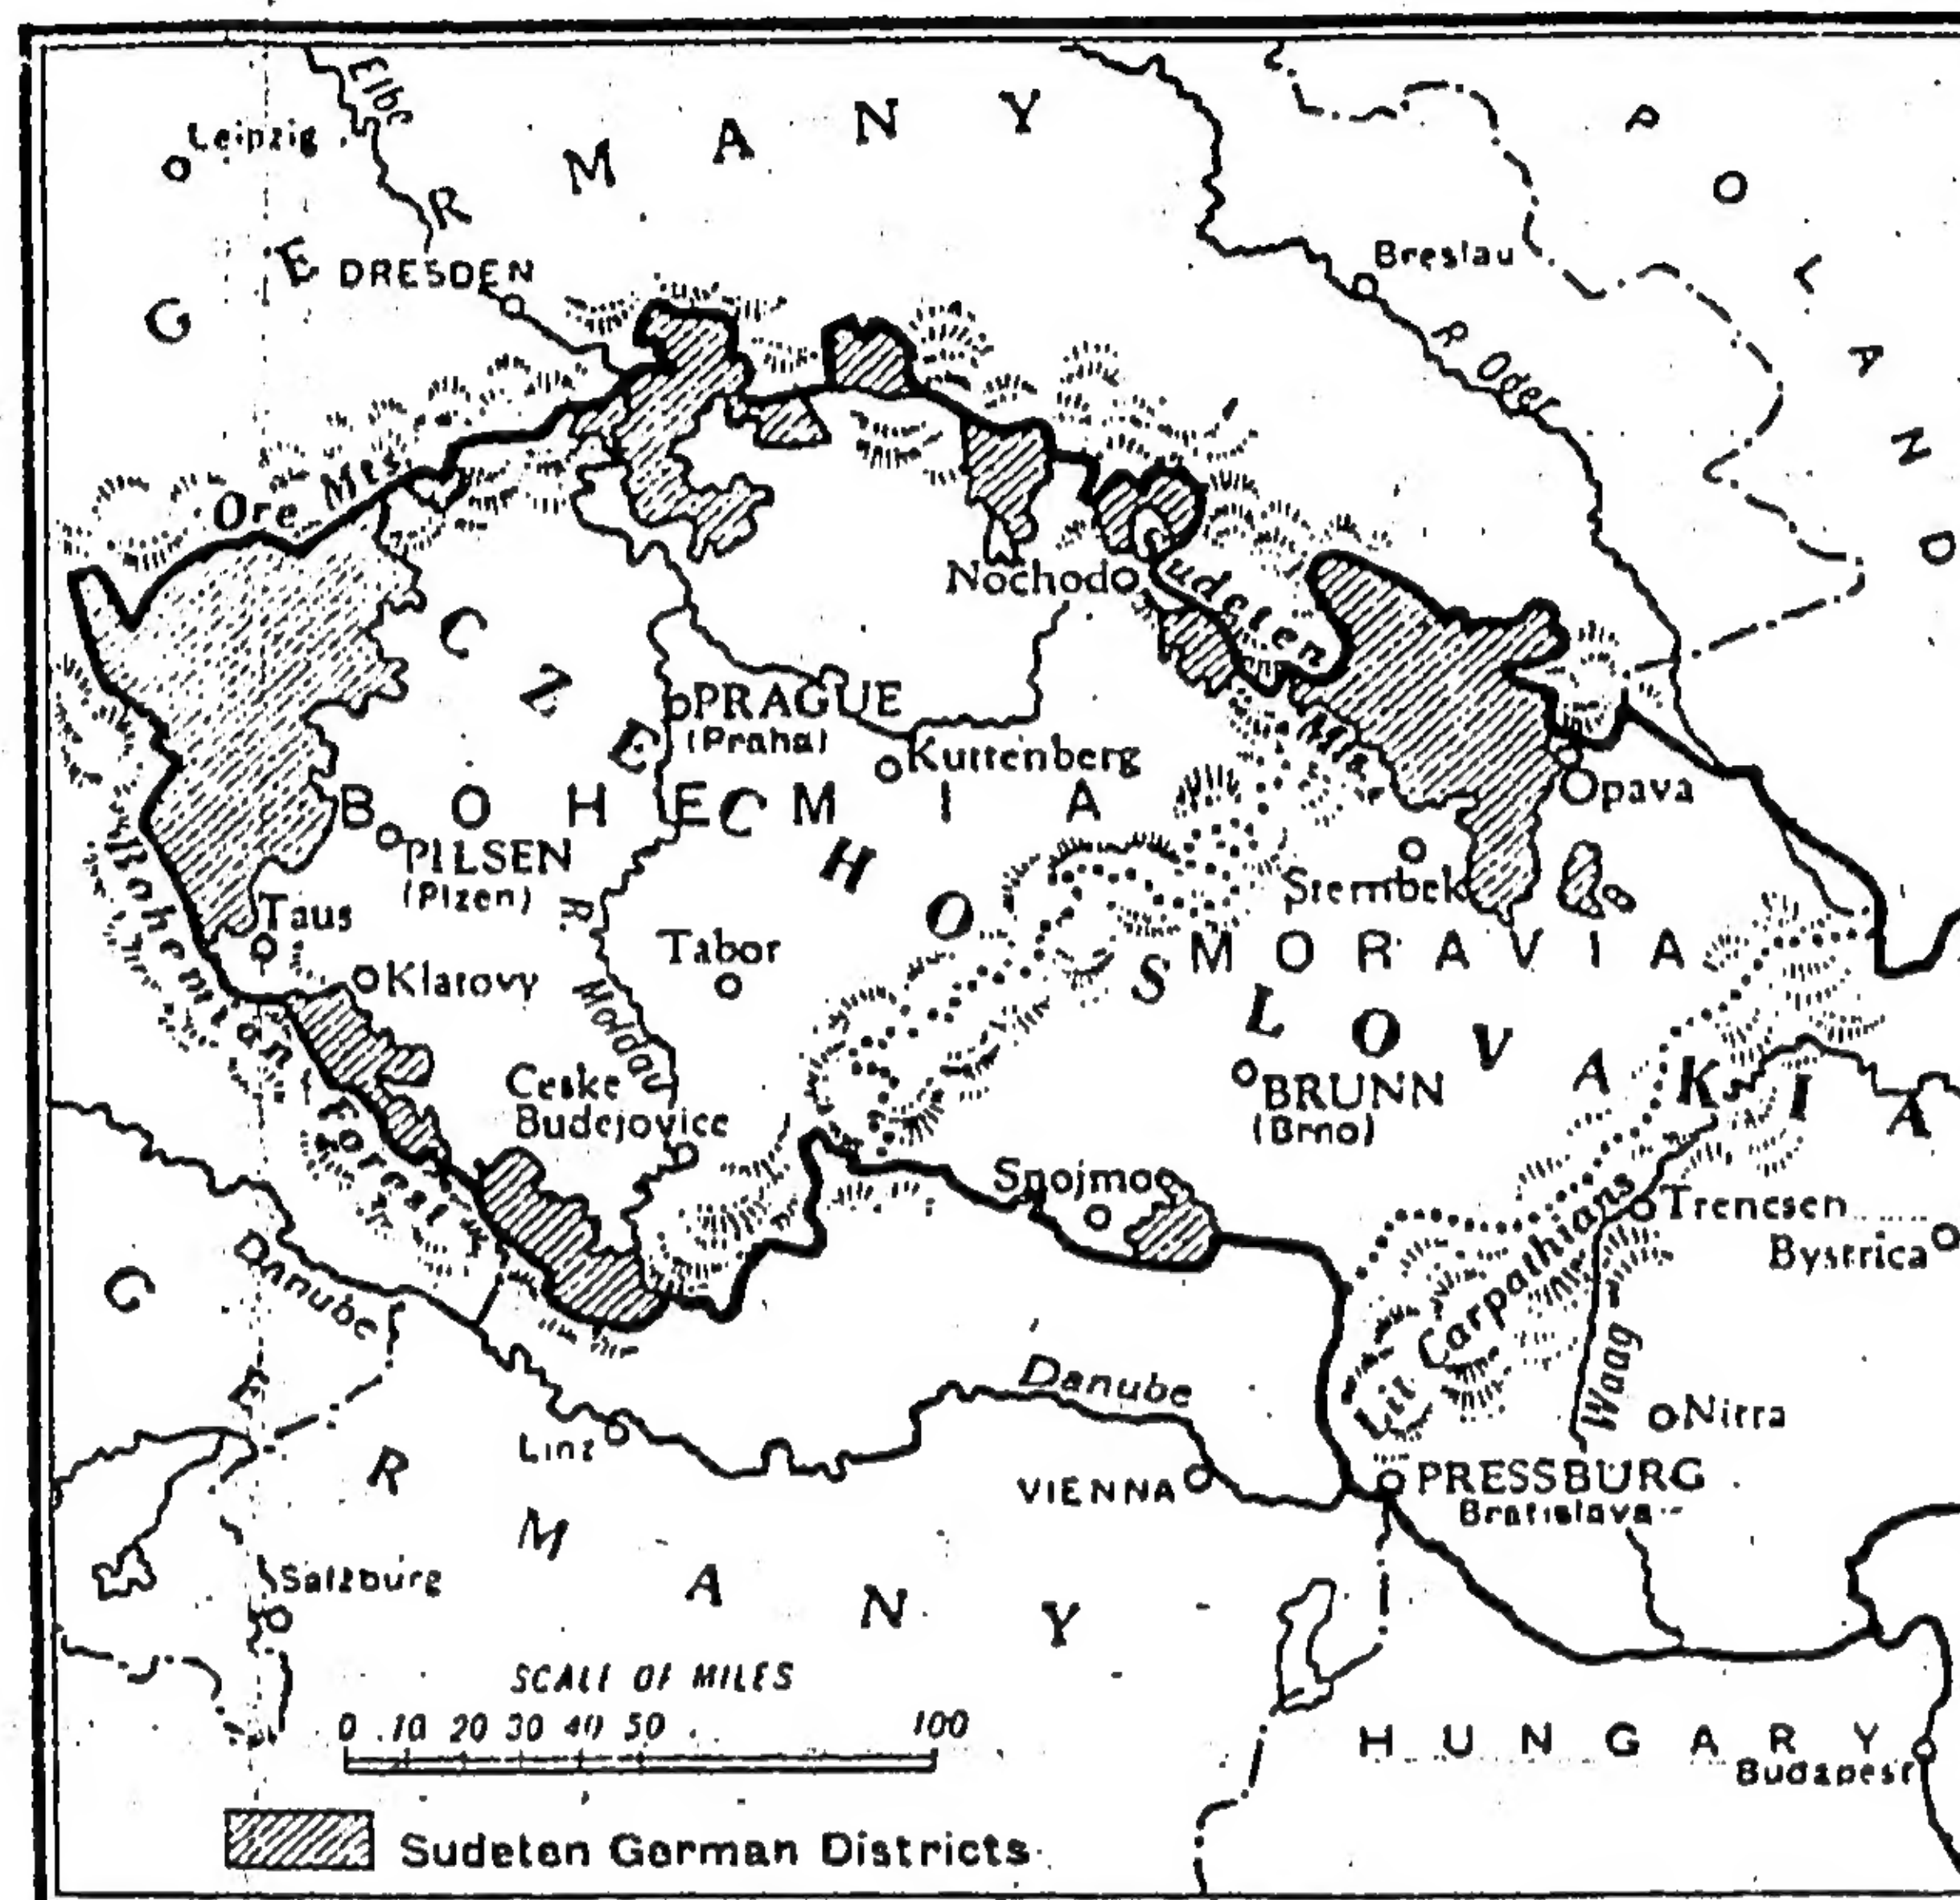 Elbe
Leipzig
GERMANY
POLAND
DRESDEN
Breslau
R. Oder
Ore Mts.
Nochod
Sudeten Mts.
CZECHOSLOVAKIA
PRAGUE
(Praha)
Kuttenberg
BOHEMIA
Opava
PILSEN
(Plzen)
Sternbek
Taus
R. Moldau
Tabor
MORAVIA
Klatovy
Bohemian Forest
Ceske
Budejovice
BRUNN
(Brno)
Snojmo
Trencsen
Bystrica
Lit Carpathians
Danube
GERMANY
Danube
Waag
Nitra
Linz
VIENNA
PRESSBURG
Bratislava
Salzburg
SCALE OF MILES
0 10 20 30 40 50 100
HUNGARY
Budapest
Sudeten German Districts